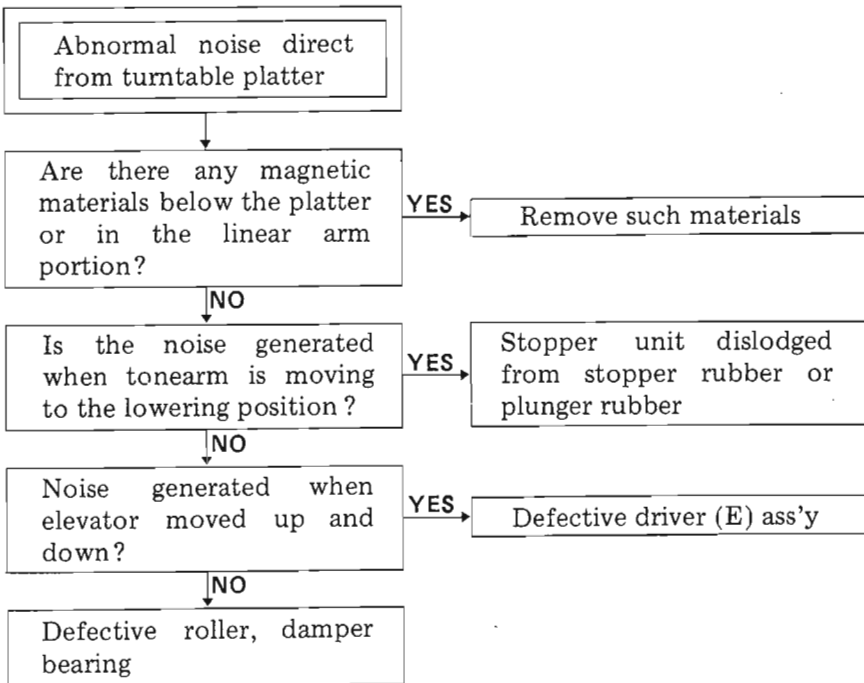 Abnormal noise direct
from turntable platter
Are there any magnetic
materials below the platter
or in the linear arm
portion?
YES
Remove such materials
NO
Is the noise generated
when tonearm is moving
to the lowering position?
YES
Stopper unit dislodged
from stopper rubber or
plunger rubber
NO
Noise generated when
elevator moved up and
down?
YES
Defective driver (E) ass'y
NO
Defective roller, damper
bearing